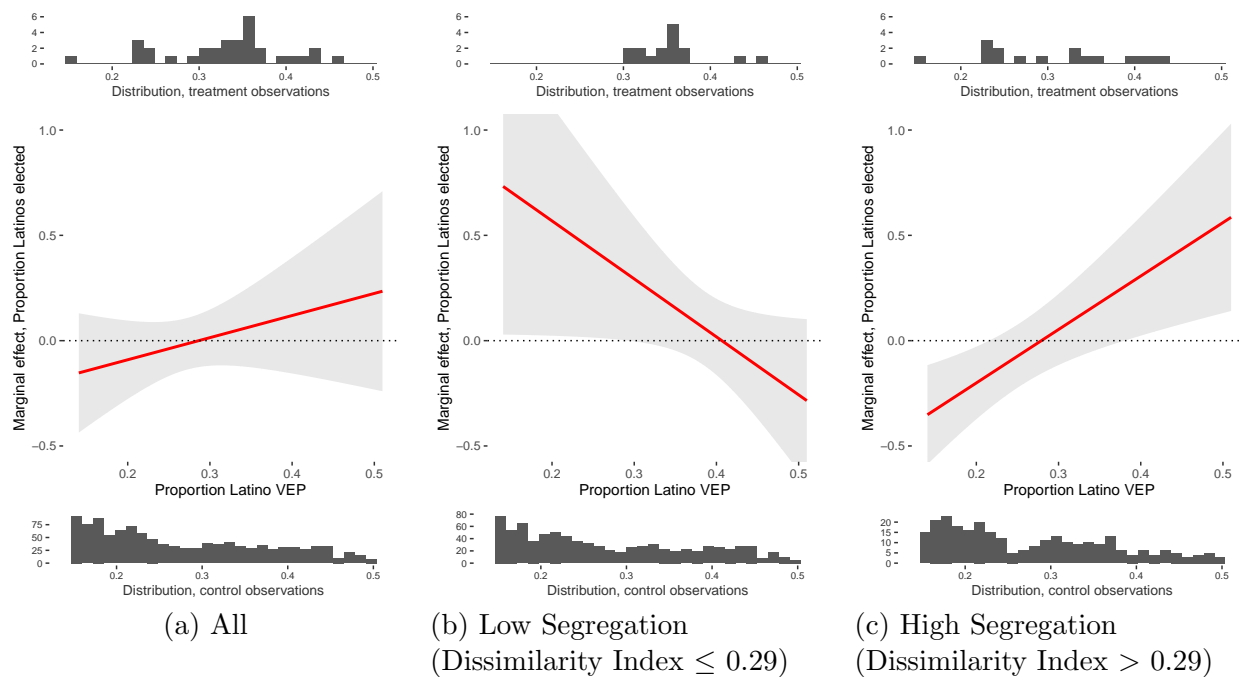 6
4
2
0
0.2 0.3 0.4 0.5
Distribution, treatment observations
6
4
2
0
0.2 0.3 0.4 0.5
Distribution, treatment observations
6
4
2
0
0.2 0.3 0.4 0.5
Distribution, treatment observations
Marginal effect, Proportion Latinos elected
1.0
0.5
0.0
−0.5
0.2 0.3 0.4 0.5
Proportion Latino VEP
Marginal effect, Proportion Latinos elected
1.0
0.5
0.0
−0.5
0.2 0.3 0.4 0.5
Proportion Latino VEP
Marginal effect, Proportion Latinos elected
1.0
0.5
0.0
−0.5
0.2 0.3 0.4 0.5
Proportion Latino VEP
75
50
25
0
0.2 0.3 0.4 0.5
Distribution, control observations
80
60
40
20
0
0.2 0.3 0.4 0.5
Distribution, control observations
20
15
10
5
0
0.2 0.3 0.4 0.5
Distribution, control observations
(a) All
(b) Low Segregation
(Dissimilarity Index ≤ 0.29)
(c) High Segregation
(Dissimilarity Index > 0.29)